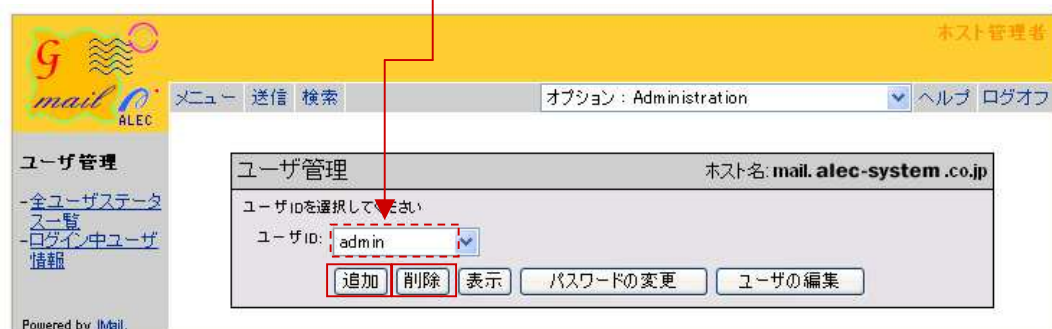 ホスト管理者
G
mail
ALEC
メニュー 送信 検索 オプション：Administration ヘルプ ログオフ
ユーザ管理
-全ユーザステータ
ス一覧
-ログイン中ユーザ
情報
Powered by IMail.
ユーザ管理 ホスト名: mail. alec-system .co.jp
ユーザIDを選択してください
ユーザID: admin
追加 削除 表示 パスワードの変更 ユーザの編集